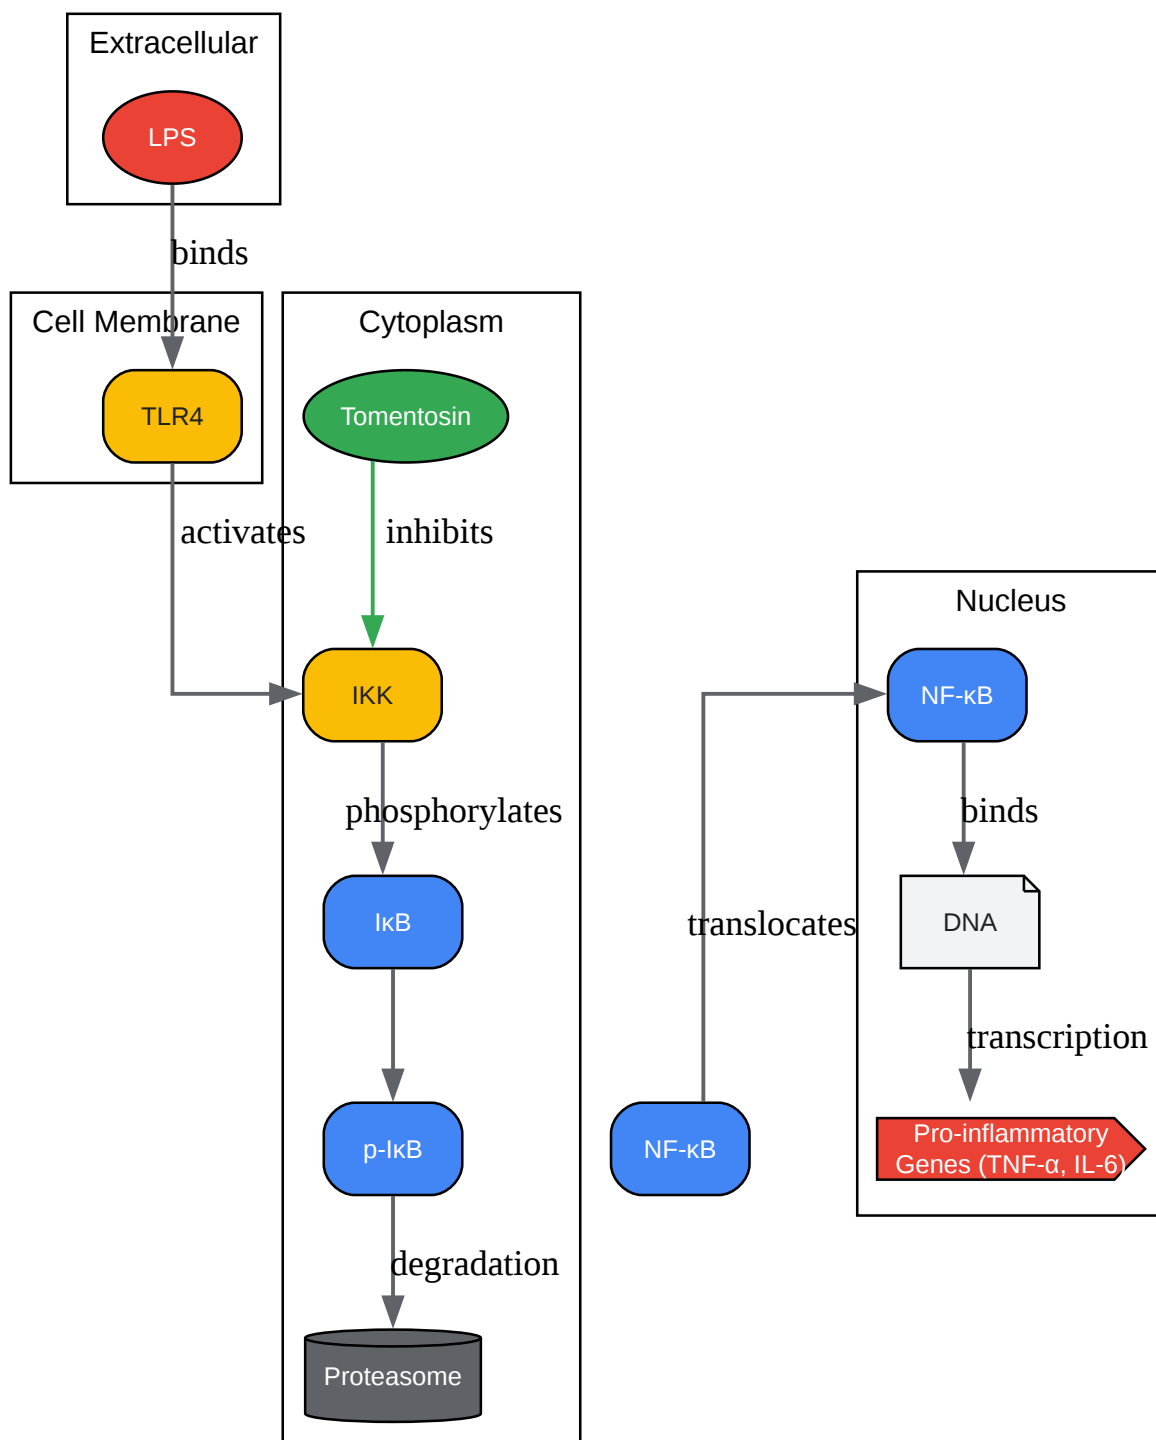 Extracellular
LPS
binds
Cell Membrane
TLR4
activates
Cytoplasm
Tomentosin
inhibits
IKK
phosphorylates
IκB
p-IκB
degradation
Proteasome
NF-κB
translocates
Nucleus
NF-κB
binds
DNA
transcription
Pro-inflammatory
Genes (TNF-α, IL-6)